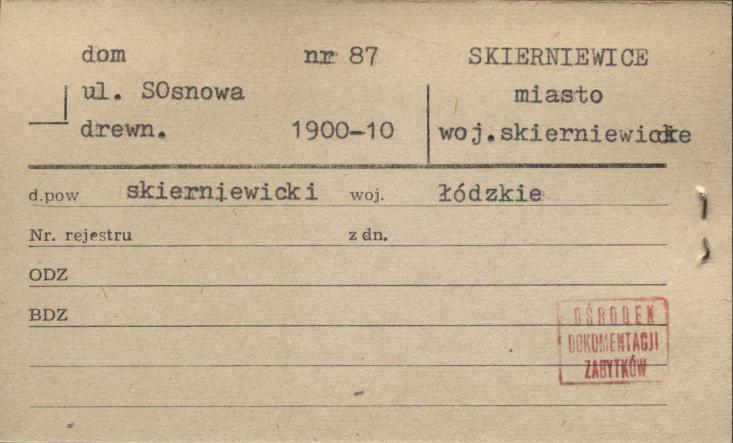 dom nr 87 SKIERNIEWICE
ul. SOsnowa miasto
drewn. 1900-10 woj.skierniewickie
d.pow skierniewicki woj. łódzkie
Nr. rejestru z dn.
ODZ
BDZ
OŚRODEK
DOKUMENTACJI
ZABYTKÓW